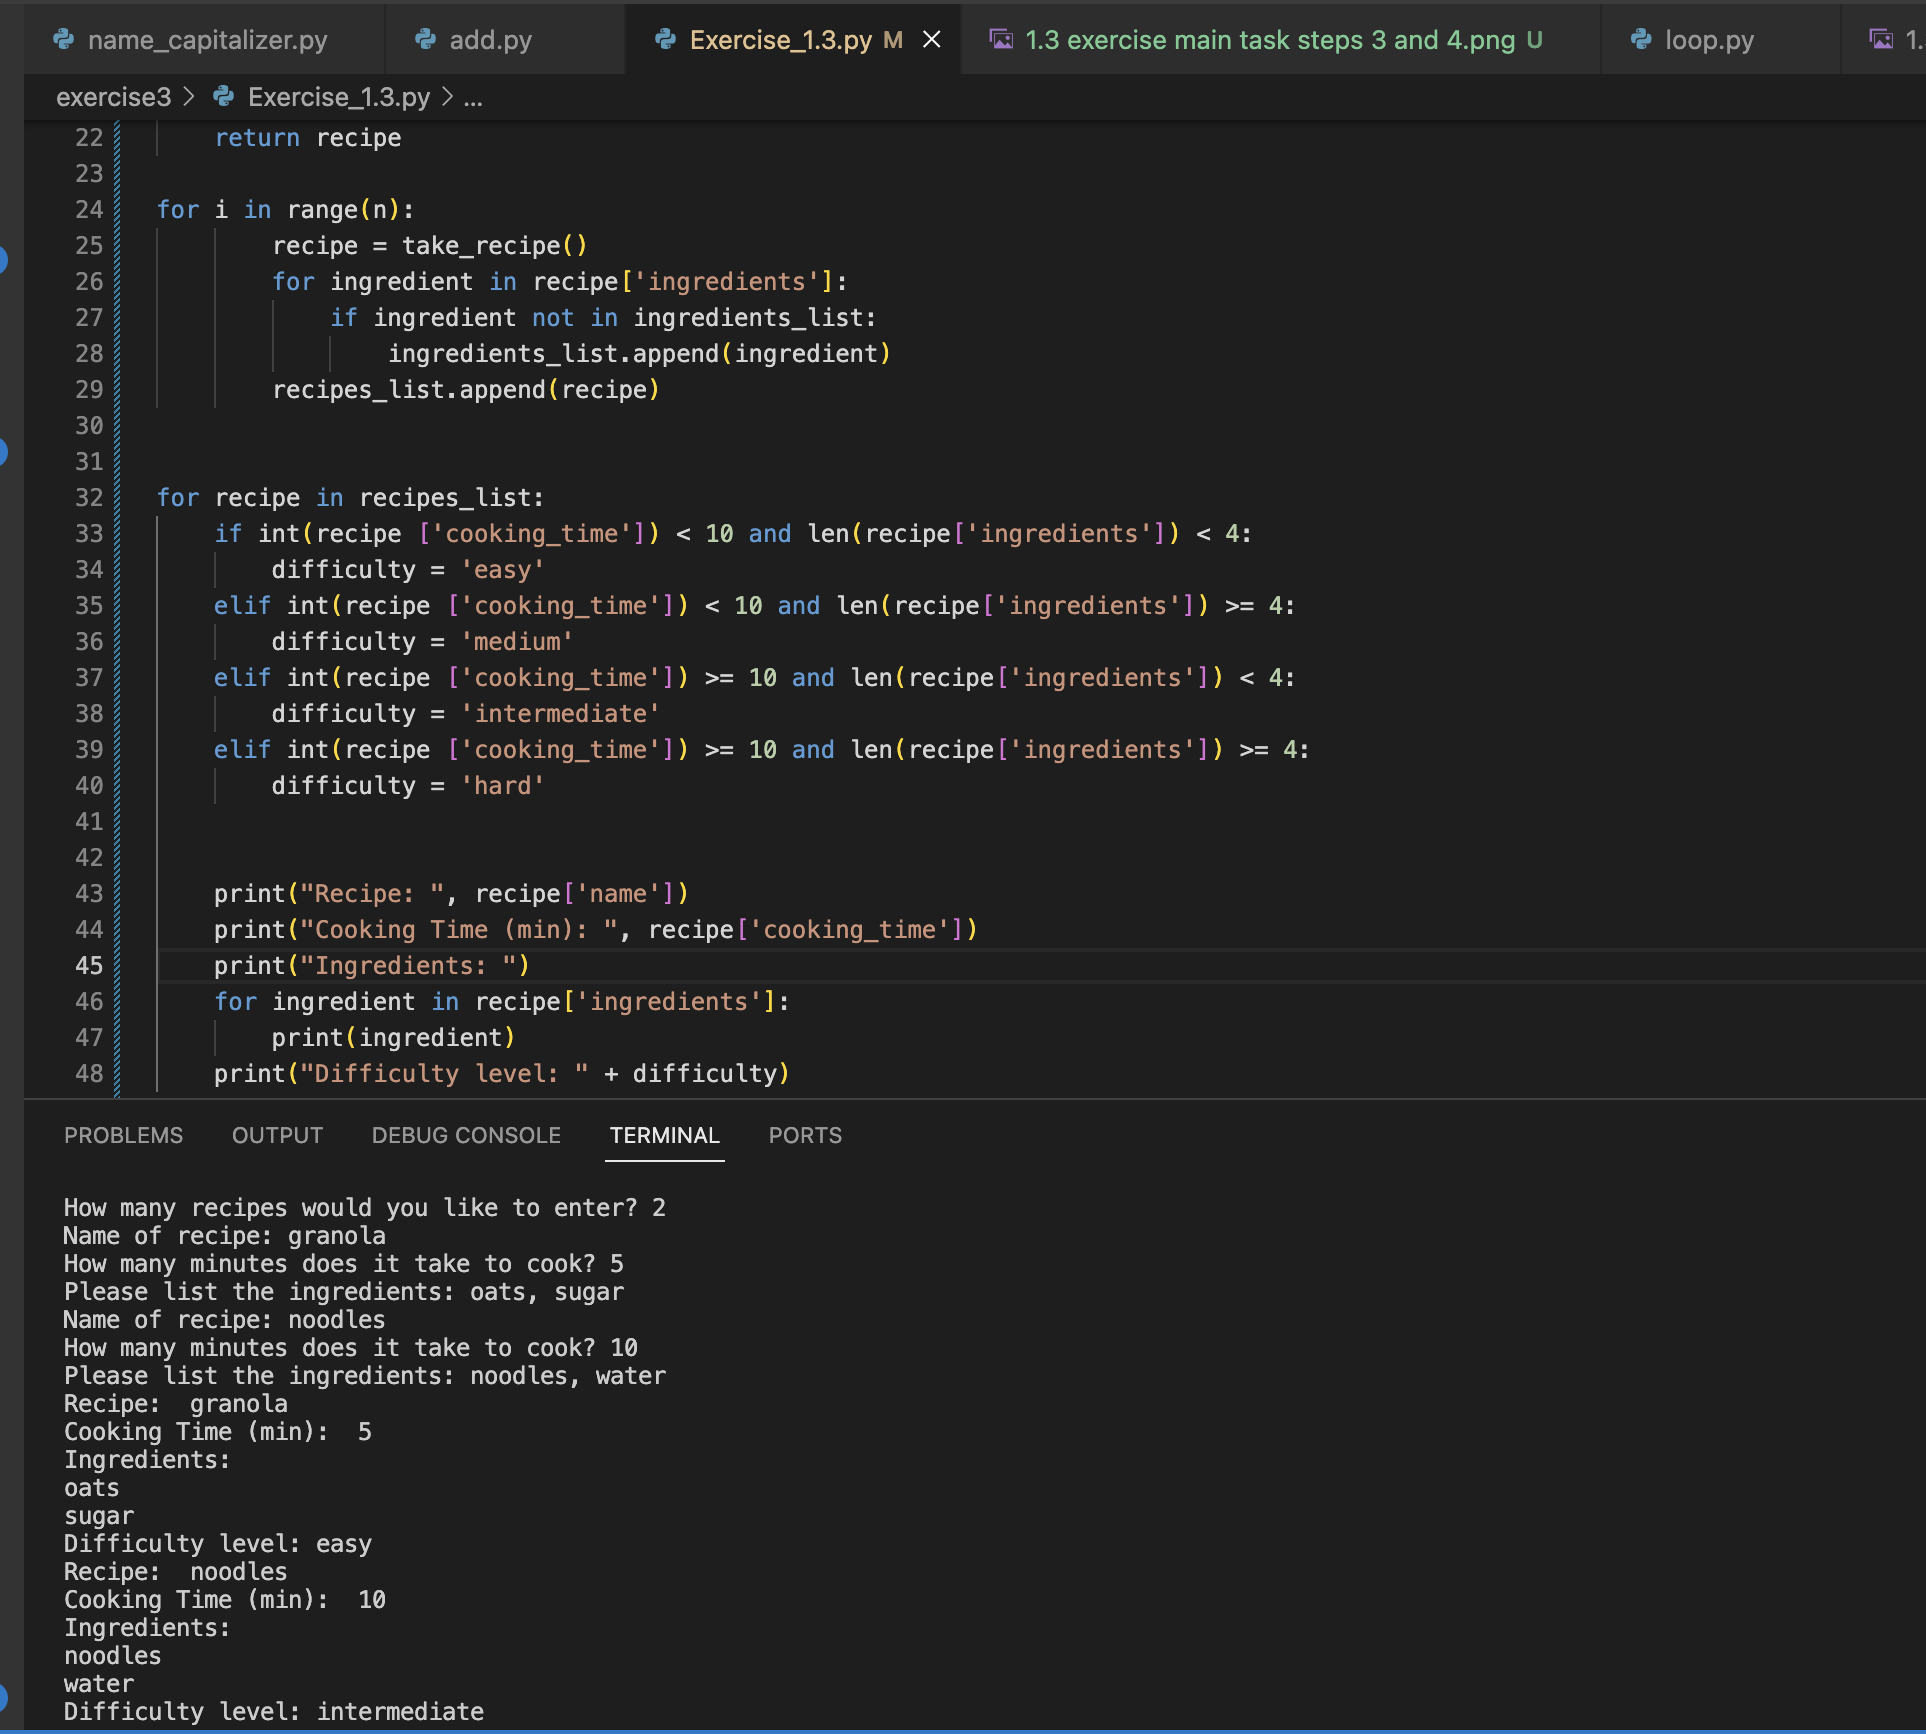 name_capitalizer.py add.py Exercise_1.3.py M 1.3 exercise main task steps 3 and 4.png U loop.py 1.
exercise3 > Exercise_1.3.py > ...
22 return recipe
23
24 for i in range(n):
25 recipe = take_recipe()
26 for ingredient in recipe['ingredients']:
27 if ingredient not in ingredients_list:
28 ingredients_list.append(ingredient)
29 recipes_list.append(recipe)
30
31
32 for recipe in recipes_list:
33 if int(recipe ['cooking_time']) < 10 and len(recipe['ingredients']) < 4:
34 difficulty = 'easy'
35 elif int(recipe ['cooking_time']) < 10 and len(recipe['ingredients']) >= 4:
36 difficulty = 'medium'
37 elif int(recipe ['cooking_time']) >= 10 and len(recipe['ingredients']) < 4:
38 difficulty = 'intermediate'
39 elif int(recipe ['cooking_time']) >= 10 and len(recipe['ingredients']) >= 4:
40 difficulty = 'hard'
41
42
43 print("Recipe: ", recipe['name'])
44 print("Cooking Time (min): ", recipe['cooking_time'])
45 print("Ingredients: ")
46 for ingredient in recipe['ingredients']:
47 print(ingredient)
48 print("Difficulty level: " + difficulty)
PROBLEMS OUTPUT DEBUG CONSOLE TERMINAL PORTS
How many recipes would you like to enter? 2
Name of recipe: granola
How many minutes does it take to cook? 5
Please list the ingredients: oats, sugar
Name of recipe: noodles
How many minutes does it take to cook? 10
Please list the ingredients: noodles, water
Recipe:  granola
Cooking Time (min):  5
Ingredients:
oats
sugar
Difficulty level: easy
Recipe:  noodles
Cooking Time (min):  10
Ingredients:
noodles
water
Difficulty level: intermediate